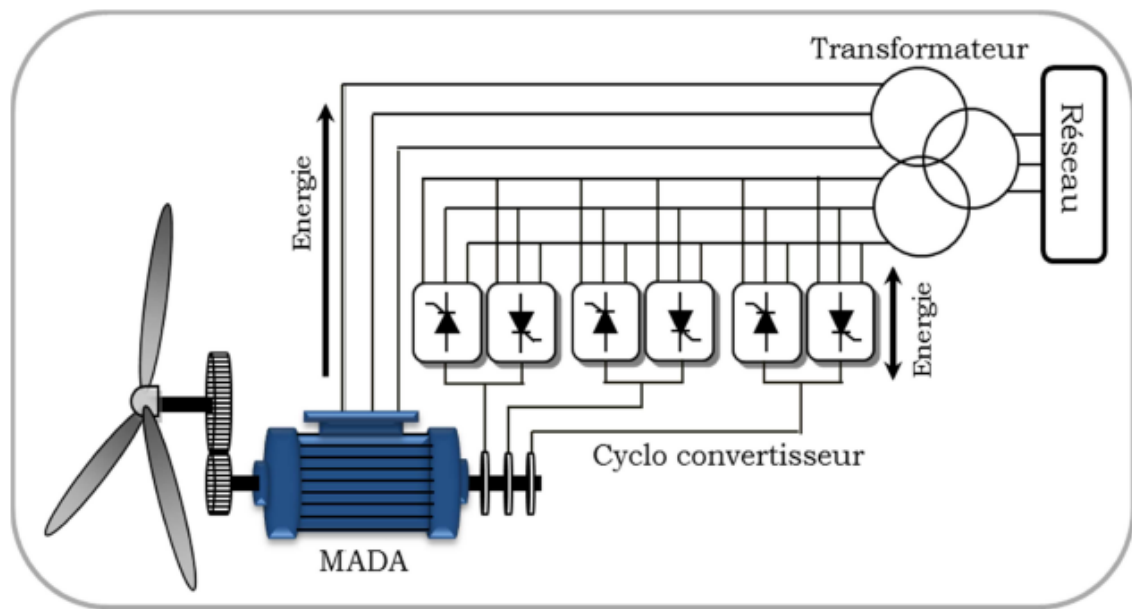 Transformateur
Réseau
Energie
Energie
Cyclo convertisseur
MADA